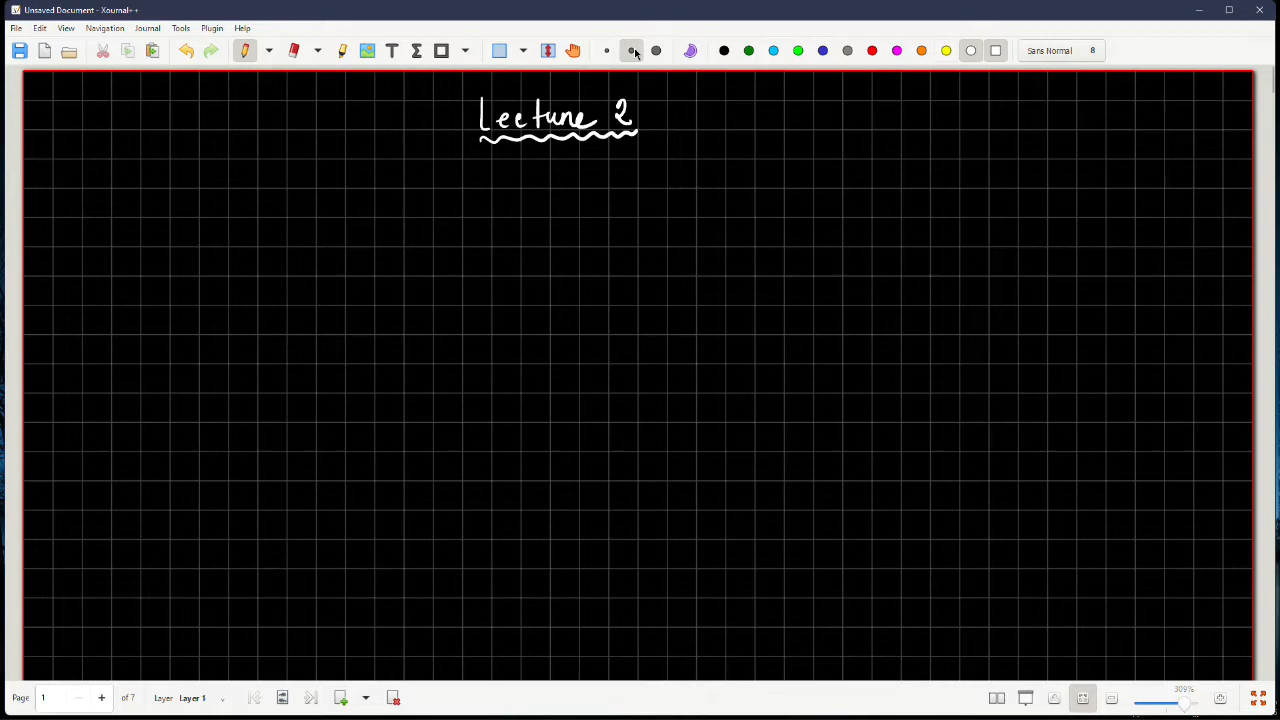 Unsaved Document - Xournal++
File Edit View Navigation Journal Tools Plugin Help
Sans Normal 8
Lecture 2
Page 1 of 7 Layer Layer 1 309%